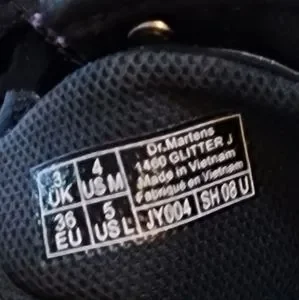 3 UK
4 US M
36 EU
5 US L
Dr. Martens
1460 GLITTER J
Made in Vietnam
Fabriqué en Vietnam
JY004
SH 08 U